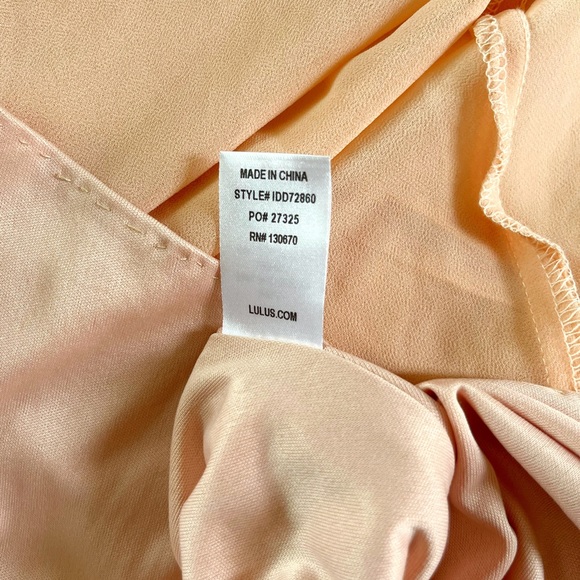 MADE IN CHINA
STYLE# IDD72860
PO# 27325
RN# 130670
LULUS.COM